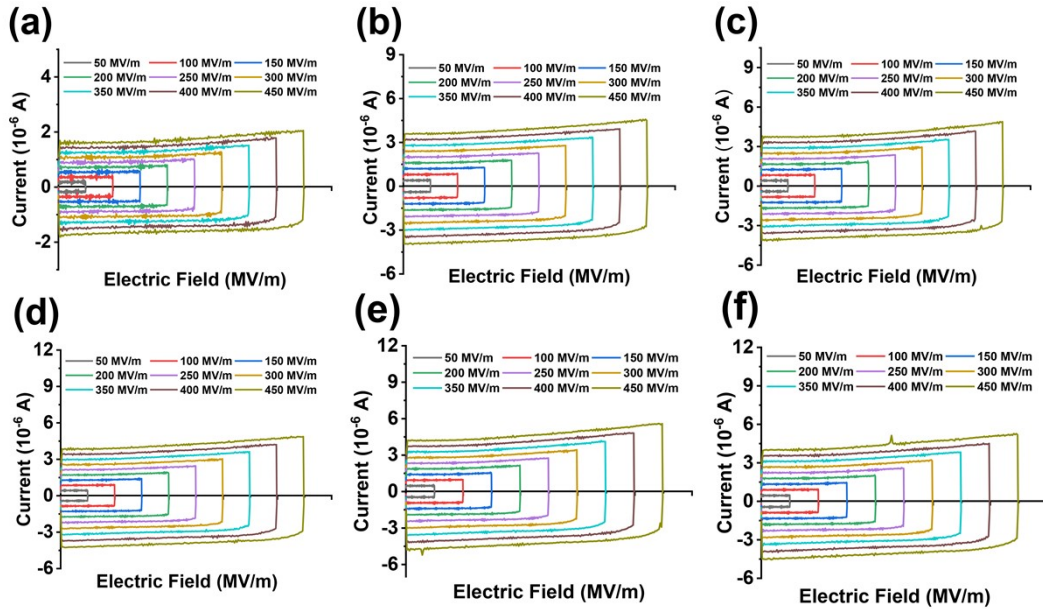 (a)
50 MV/m 100 MV/m 150 MV/m
200 MV/m 250 MV/m 300 MV/m
350 MV/m 400 MV/m 450 MV/m
4
2
0
-2
Current (10⁻⁶ A)
Electric Field (MV/m)
(b)
50 MV/m 100 MV/m 150 MV/m
200 MV/m 250 MV/m 300 MV/m
350 MV/m 400 MV/m 450 MV/m
9
6
3
0
-3
-6
Current (10⁻⁶ A)
Electric Field (MV/m)
(c)
50 MV/m 100 MV/m 150 MV/m
200 MV/m 250 MV/m 300 MV/m
350 MV/m 400 MV/m 450 MV/m
9
6
3
0
-3
-6
Current (10⁻⁶ A)
Electric Field (MV/m)
(d)
50 MV/m 100 MV/m 150 MV/m
200 MV/m 250 MV/m 300 MV/m
350 MV/m 400 MV/m 450 MV/m
12
9
6
3
0
-3
-6
Current (10⁻⁶ A)
Electric Field (MV/m)
(e)
50 MV/m 100 MV/m 150 MV/m
200 MV/m 250 MV/m 300 MV/m
350 MV/m 400 MV/m 450 MV/m
12
9
6
3
0
-3
-6
Current (10⁻⁶ A)
Electric Field (MV/m)
(f)
50 MV/m 100 MV/m 150 MV/m
200 MV/m 250 MV/m 300 MV/m
350 MV/m 400 MV/m 450 MV/m
12
9
6
3
0
-3
-6
Current (10⁻⁶ A)
Electric Field (MV/m)